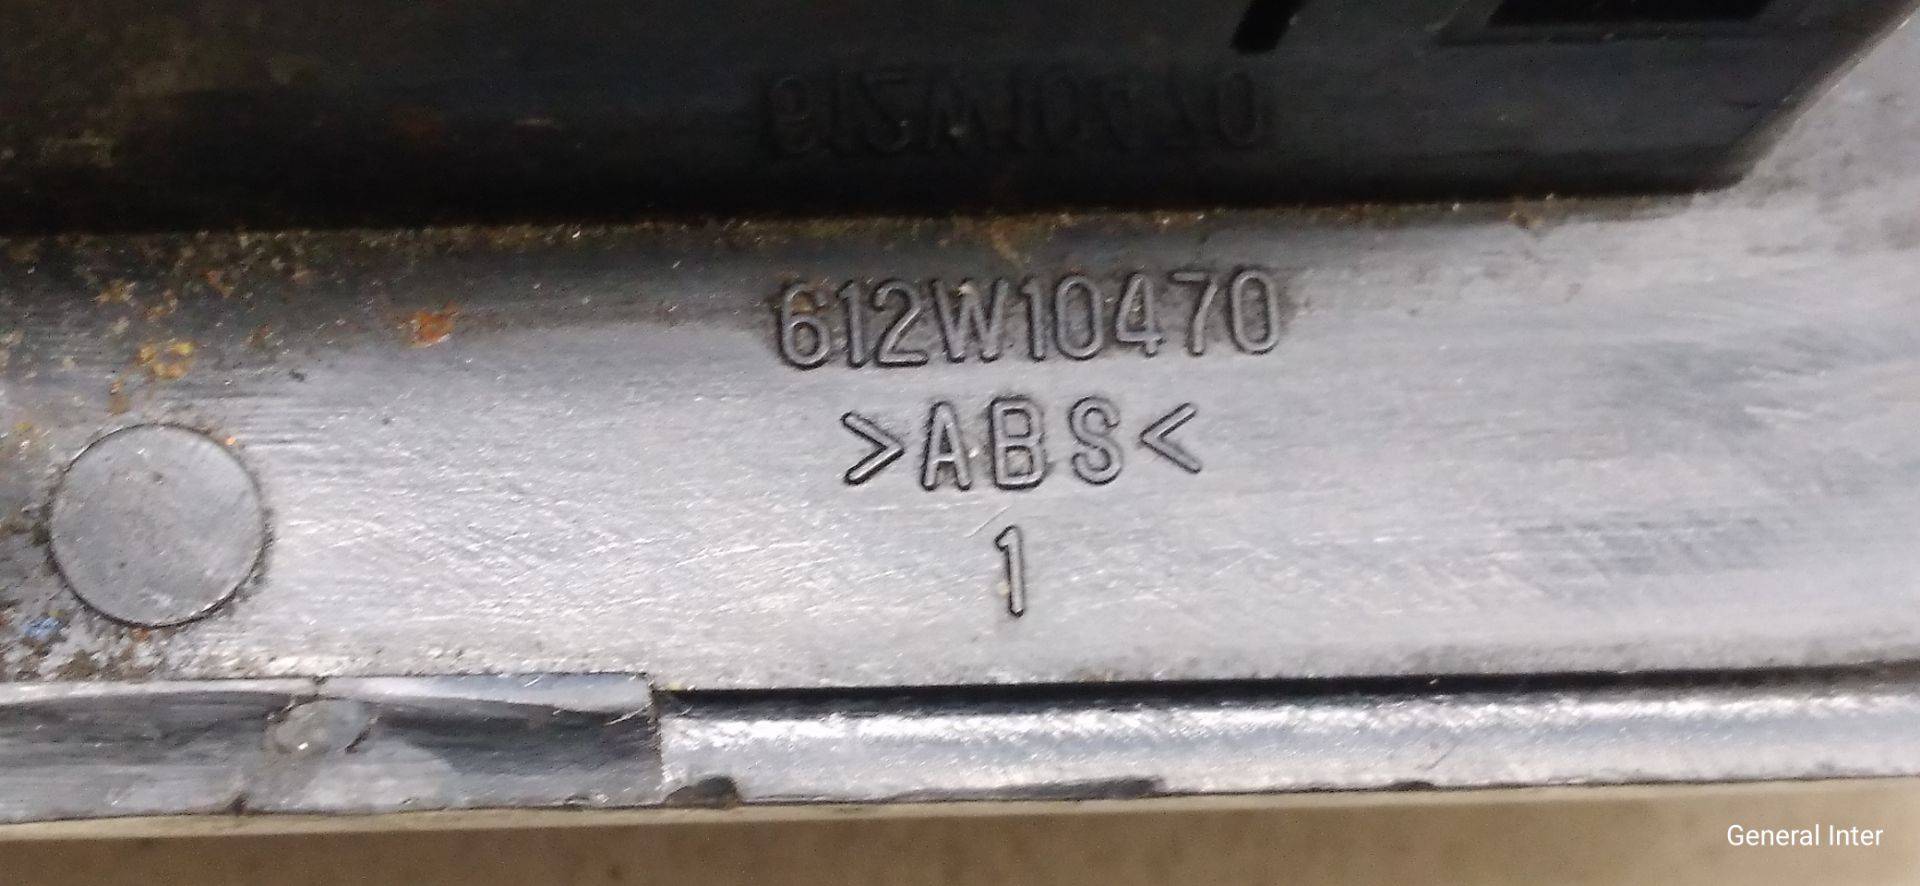 612W10470
>ABS<
1
General Inter